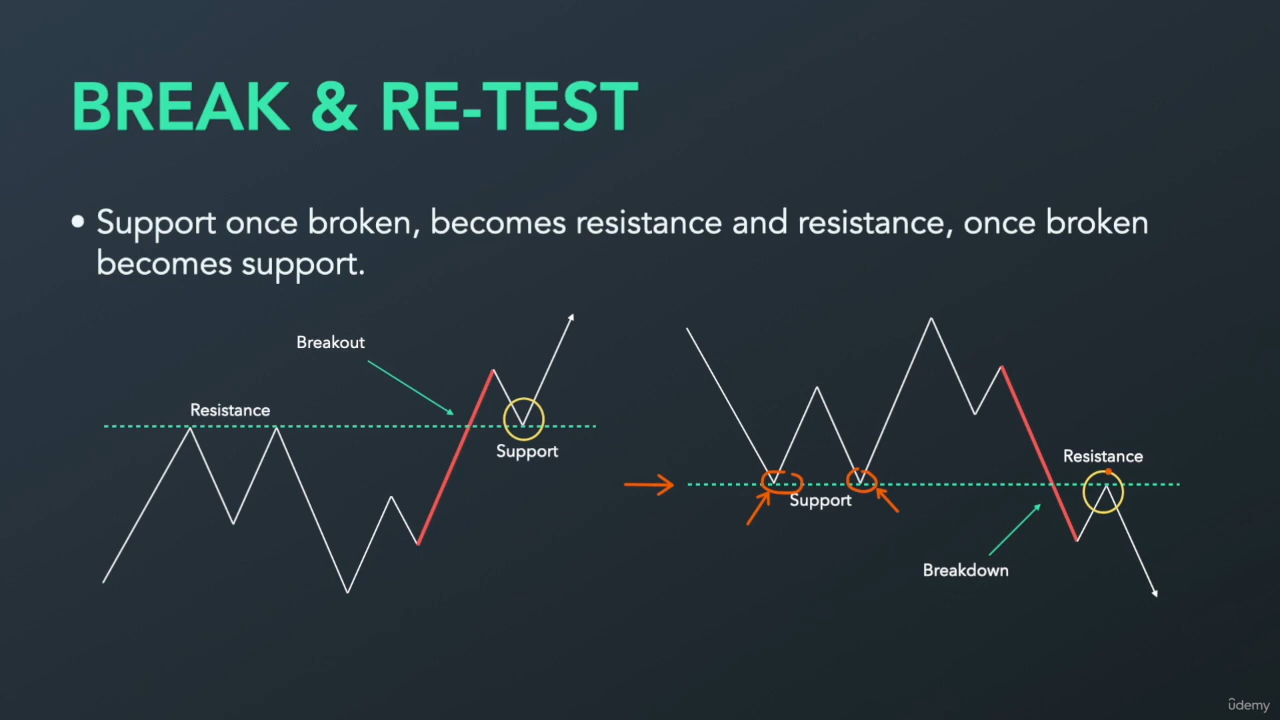 BREAK & RE-TEST
• Support once broken, becomes resistance and resistance, once broken
becomes support.
Breakout
Resistance
Support
Support
Resistance
Breakdown
ûdemy